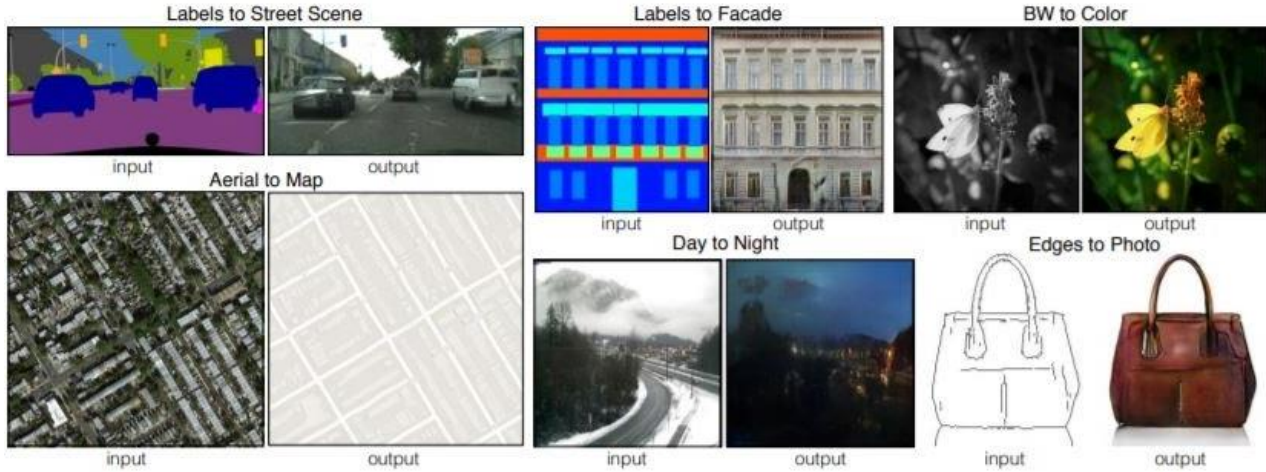 Labels to Street Scene
input
output
Aerial to Map
input
output
Labels to Facade
input
output
BW to Color
input
output
Day to Night
input
output
Edges to Photo
input
output